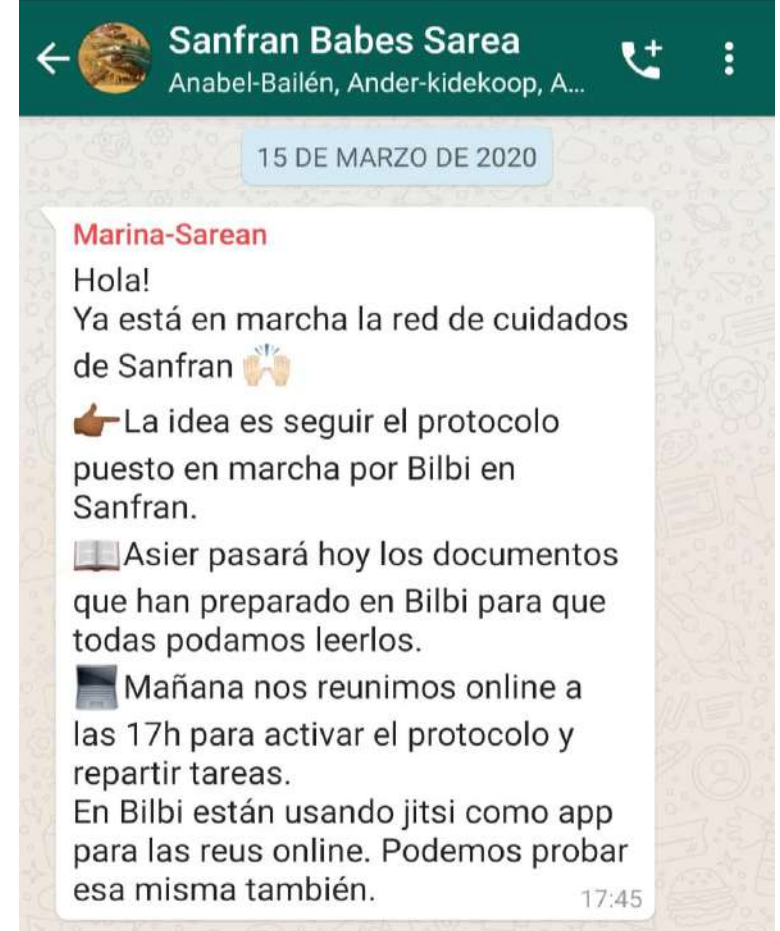 Sanfran Babes Sarea
Anabel-Bailén, Ander-kidekoop, A...
15 DE MARZO DE 2020
Marina-Sarean
Hola!
Ya está en marcha la red de cuidados
de Sanfran 🙌🏻
👉🏾La idea es seguir el protocolo
puesto en marcha por Bilbi en
Sanfran.
📖Asier pasará hoy los documentos
que han preparado en Bilbi para que
todas podamos leerlos.
💻Mañana nos reunimos online a
las 17h para activar el protocolo y
repartir tareas.
En Bilbi están usando jitsi como app
para las reus online. Podemos probar
esa misma también.
17:45